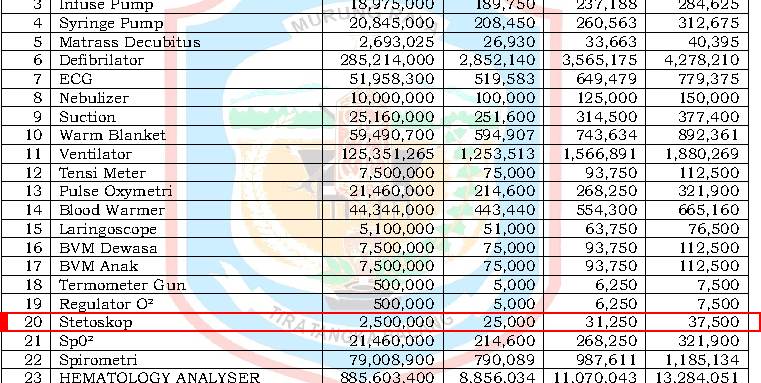 3 Infuse Pump 18,975,000 189,750 237,188 284,625
4 Syringe Pump 20,845,000 208,450 260,563 312,675
5 Matrass Decubitus 2,693,025 26,930 33,663 40,395
6 Defibrilator 285,214,000 2,852,140 3,565,175 4,278,210
7 ECG 51,958,300 519,583 649,479 779,375
8 Nebulizer 10,000,000 100,000 125,000 150,000
9 Suction 25,160,000 251,600 314,500 377,400
10 Warm Blanket 59,490,700 594,907 743,634 892,361
11 Ventilator 125,351,265 1,253,513 1,566,891 1,880,269
12 Tensi Meter 7,500,000 75,000 93,750 112,500
13 Pulse Oxymetri 21,460,000 214,600 268,250 321,900
14 Blood Warmer 44,344,000 443,440 554,300 665,160
15 Laringoscope 5,100,000 51,000 63,750 76,500
16 BVM Dewasa 7,500,000 75,000 93,750 112,500
17 BVM Anak 7,500,000 75,000 93,750 112,500
18 Termometer Gun 500,000 5,000 6,250 7,500
19 Regulator O² 500,000 5,000 6,250 7,500
20 Stetoskop 2,500,000 25,000 31,250 37,500
21 Sp0² 21,460,000 214,600 268,250 321,900
22 Spirometri 79,008,900 790,089 987,611 1,185,134
23 HEMATOLOGY ANALYSER 885,603,400 8,856,034 11,070,043 13,284,051